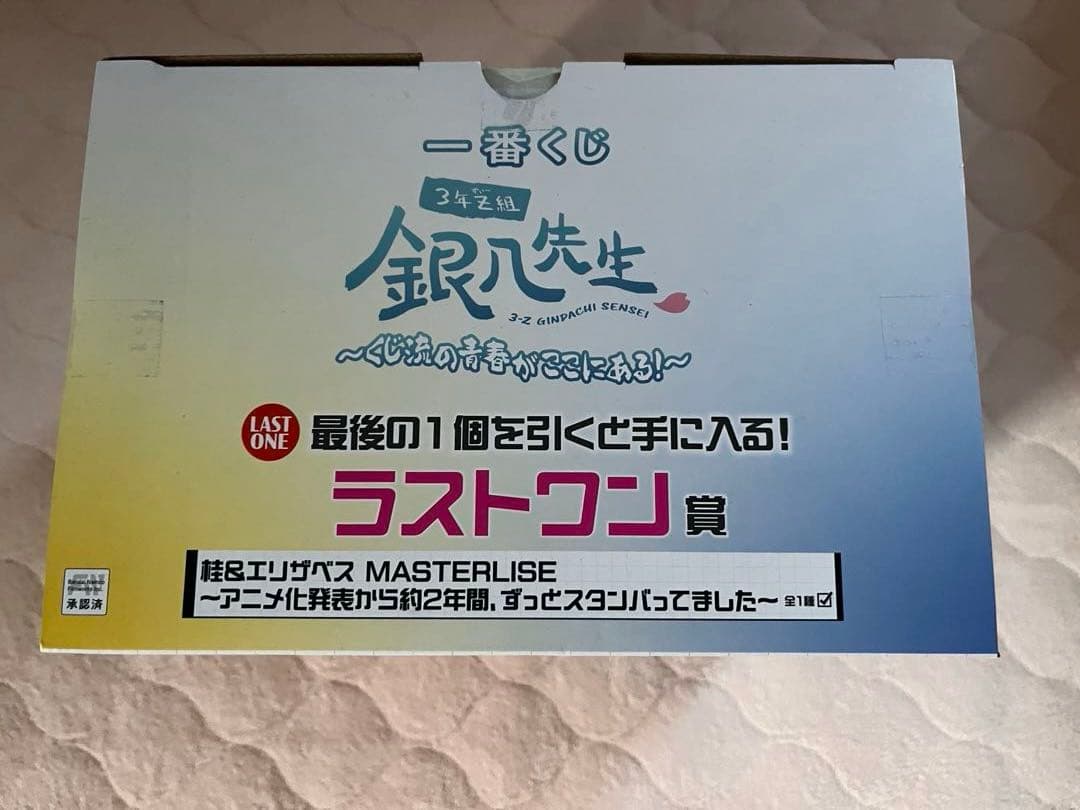 一番くじ
3年Z組
銀八先生
3-Z GINPACHI SENSEI
～くじ流の青春がここにある!～
LAST ONE 最後の1個を引くと手に入る!
ラストワン賞
桂&エリザベス MASTERLISE
～アニメ化発表から約2年間、ずっとスタンバってました～ 全1種
Bandai Namco
Filmworks Inc.
承認済